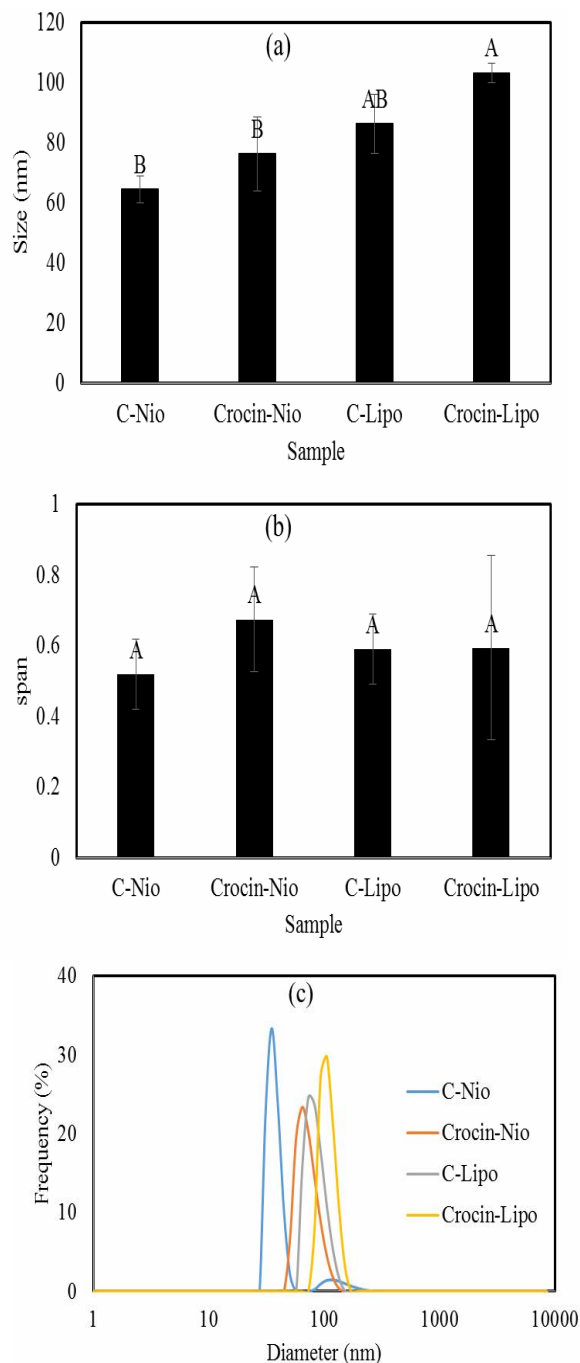 (a)
Size (nm)
120
100
80
60
40
20
0
B
B
AB
A
C-Nio Crocin-Nio C-Lipo Crocin-Lipo
Sample
(b)
span
1
0.8
0.6
0.4
0.2
0
A
A
A
A
C-Nio Crocin-Nio C-Lipo Crocin-Lipo
Sample
(c)
Frequency (%)
40
30
20
10
0
C-Nio
Crocin-Nio
C-Lipo
Crocin-Lipo
1 10 100 1000 10000
Diameter (nm)